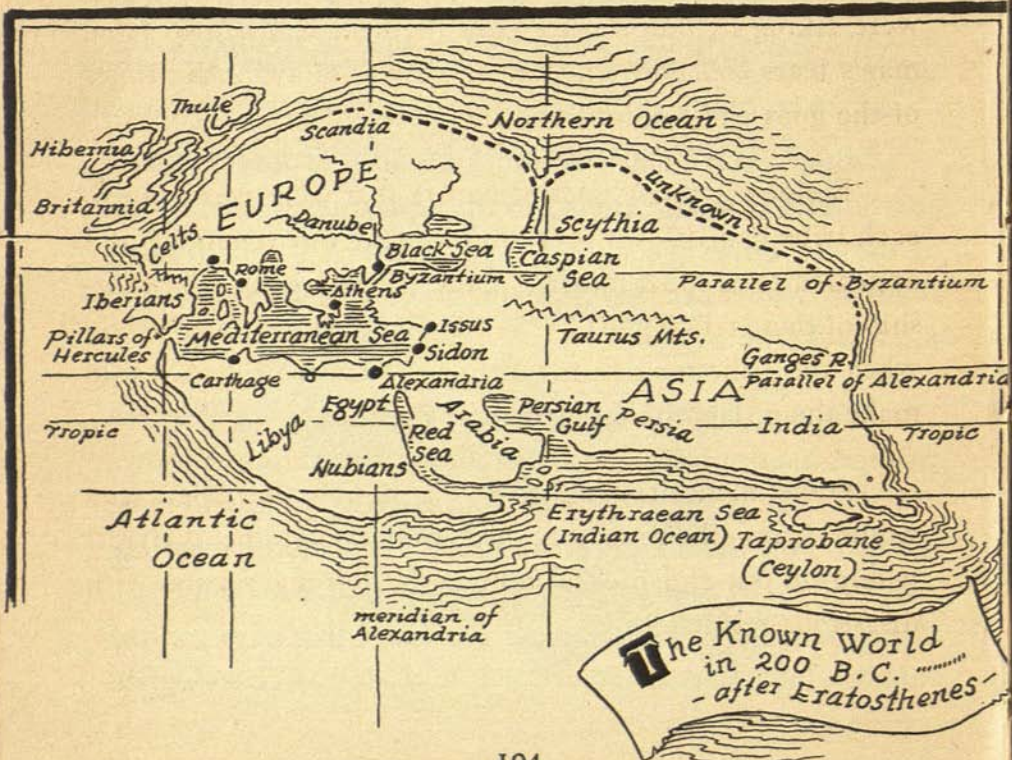 Thule
Hibernia
Britannia
Scandia
Northern Ocean
unknown
EUROPE
Celts
Danube
Scythia
Black Sea
Caspian
Sea
Rome
Byzantium
Athens
Parallel of Byzantium
Iberians
Pillars of
Hercules
Mediterranean Sea
Issus
Sidon
Taurus Mts.
Ganges R.
Carthage
Alexandria
ASIA
Parallel of Alexandria
Egypt
Arabia
Persian
Gulf
Persia
India
Tropic
Tropic
Libya
Red
Sea
Nubians
Atlantic
Ocean
Erythraean Sea
(Indian Ocean)
Taprobane
(Ceylon)
meridian of
Alexandria
The Known World
in 200 B.C.
- after Eratosthenes -